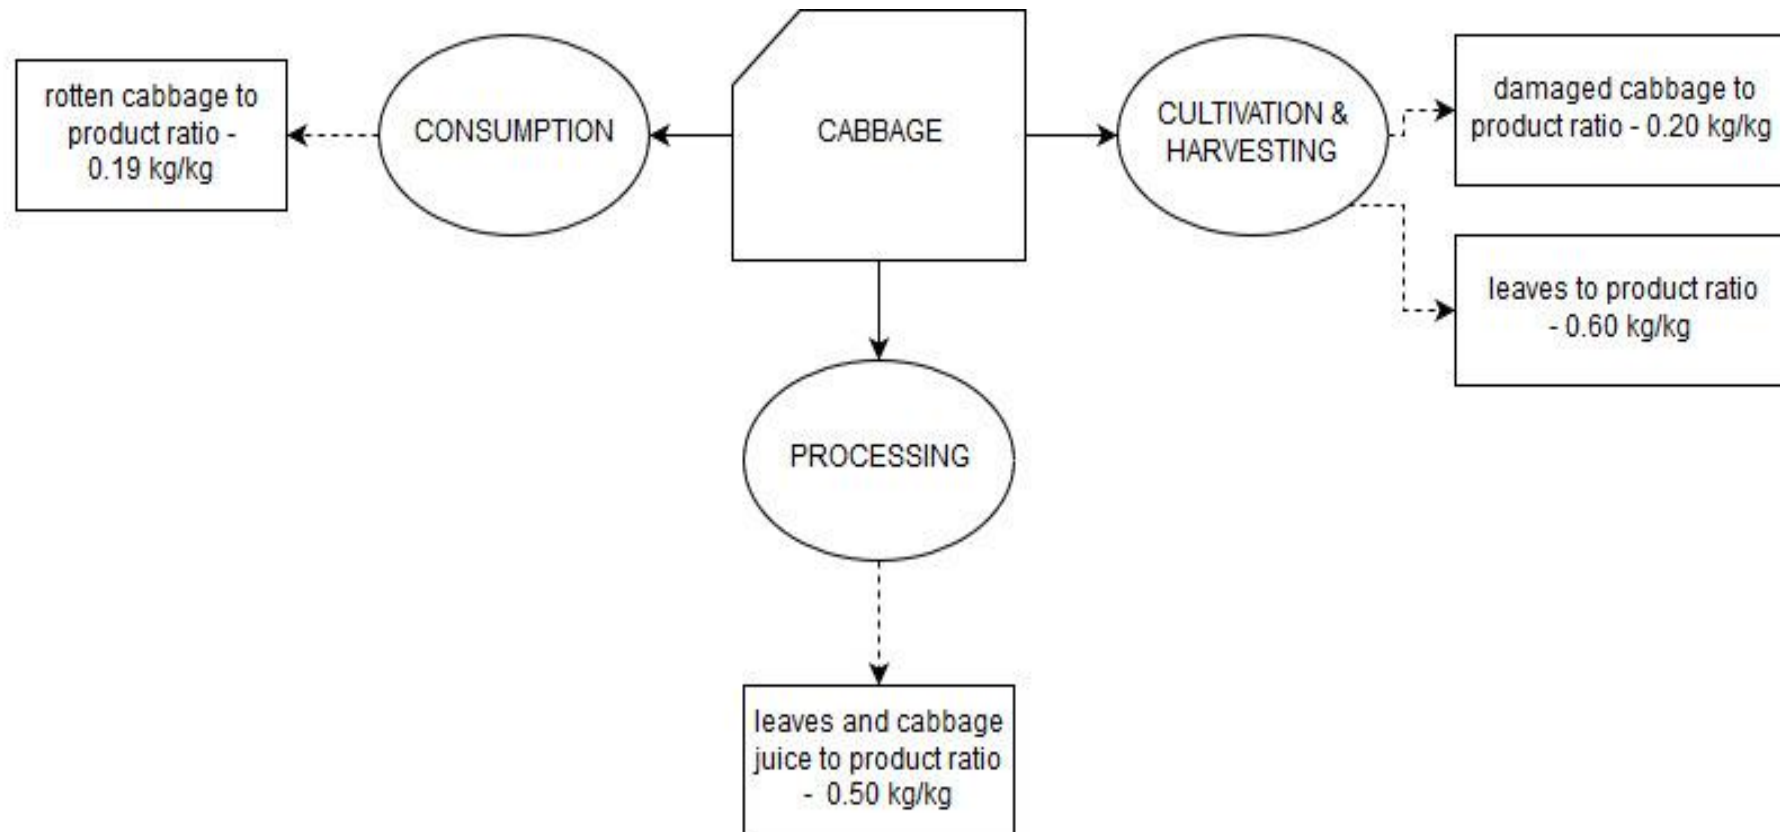 rotten cabbage to
product ratio -
0.19 kg/kg
CONSUMPTION
CABBAGE
CULTIVATION &
HARVESTING
damaged cabbage to
product ratio - 0.20 kg/kg
leaves to product ratio
- 0.60 kg/kg
PROCESSING
leaves and cabbage
juice to product ratio
- 0.50 kg/kg